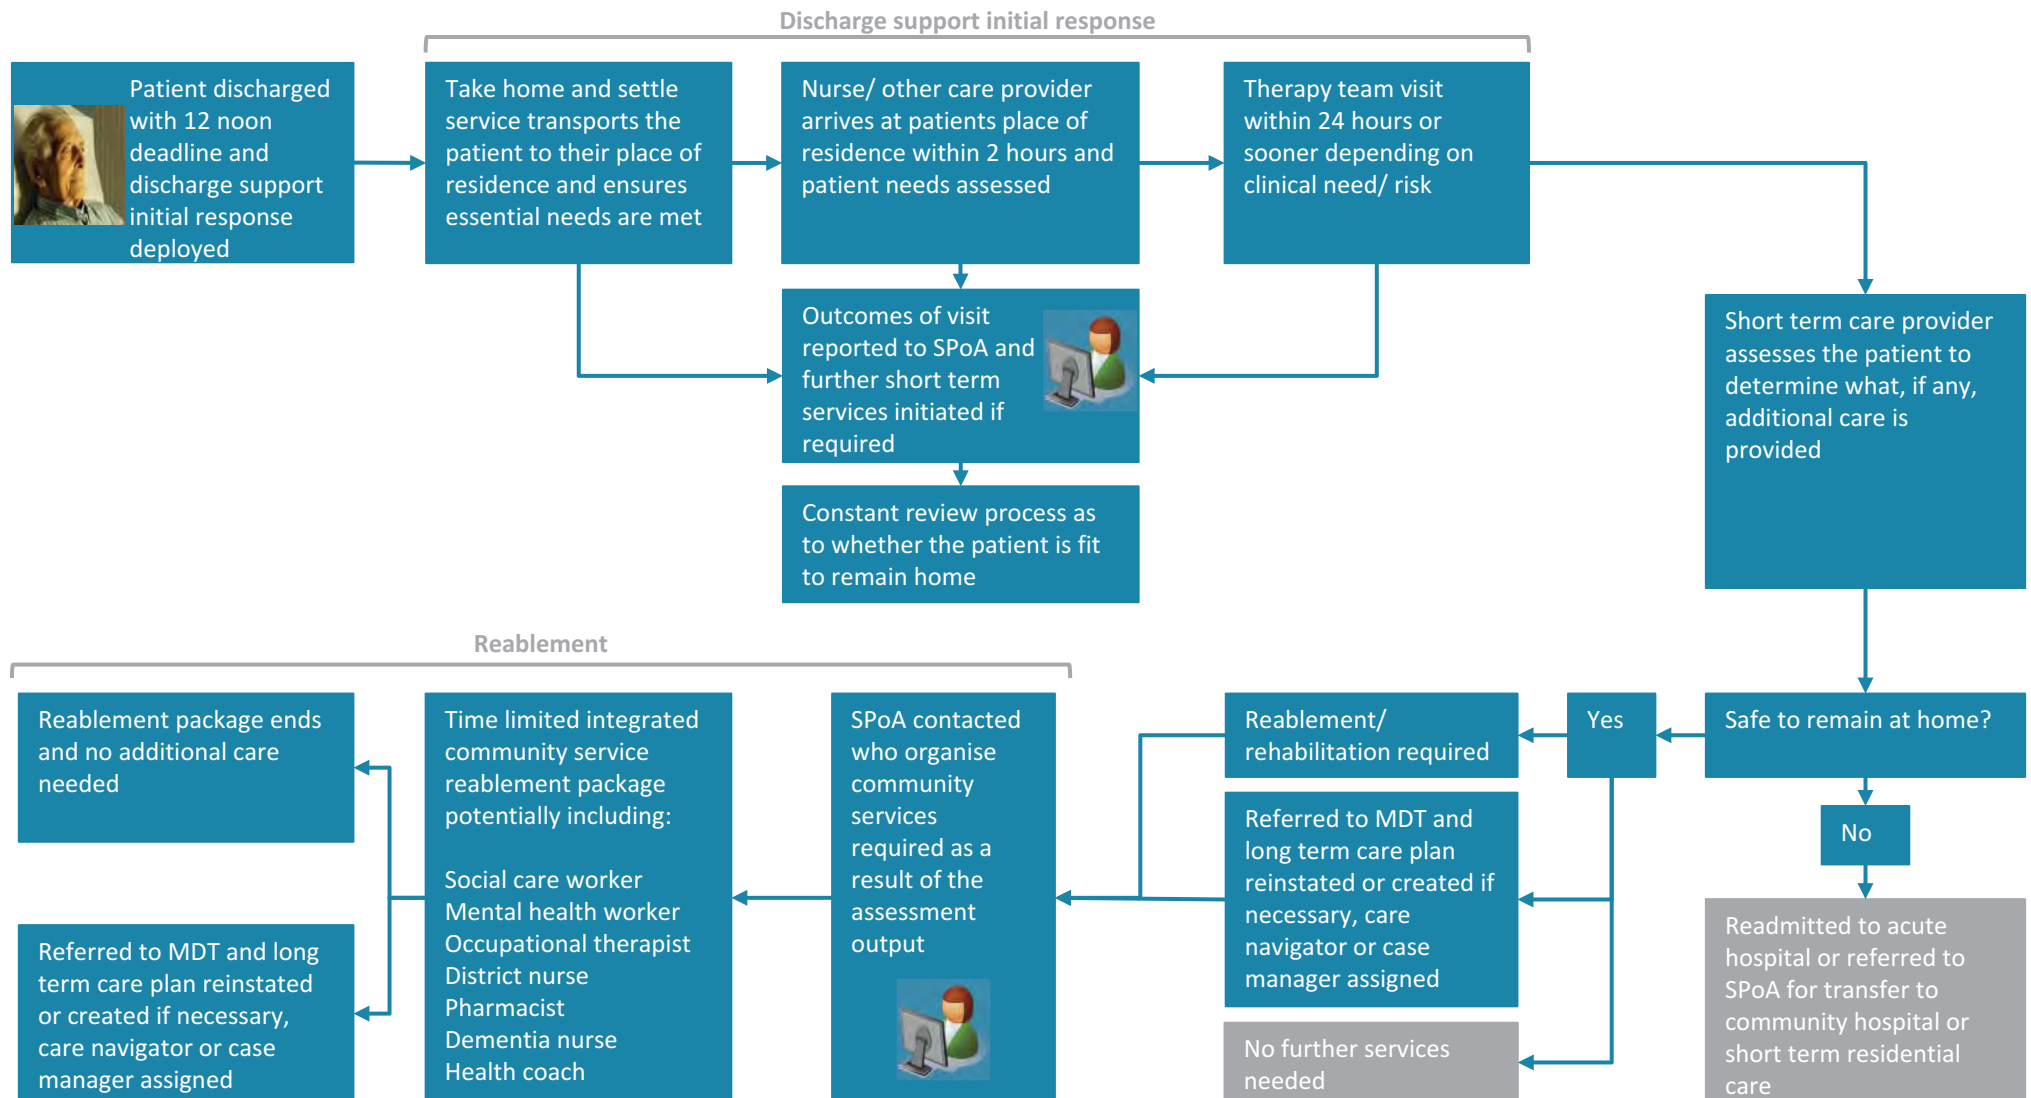 Discharge support initial response
Patient discharged
with 12 noon
deadline and
discharge support
initial response
deployed
Take home and settle
service transports the
patient to their place of
residence and ensures
essential needs are met
Nurse/ other care provider
arrives at patients place of
residence within 2 hours and
patient needs assessed
Therapy team visit
within 24 hours or
sooner depending on
clinical need/ risk
Outcomes of visit
reported to SPoA and
further short term
services initiated if
required
Constant review process as
to whether the patient is fit
to remain home
Short term care provider
assesses the patient to
determine what, if any,
additional care is
provided
Safe to remain at home?
Yes
No
Readmitted to acute
hospital or referred to
SPoA for transfer to
community hospital or
short term residential
care
Reablement/
rehabilitation required
Referred to MDT and
long term care plan
reinstated or created if
necessary, care
navigator or case
manager assigned
No further services
needed
Reablement
SPoA contacted
who organise
community
services
required as a
result of the
assessment
output
Time limited integrated
community service
reablement package
potentially including:
Social care worker
Mental health worker
Occupational therapist
District nurse
Pharmacist
Dementia nurse
Health coach
Reablement package ends
and no additional care
needed
Referred to MDT and long
term care plan reinstated
or created if necessary,
care navigator or case
manager assigned